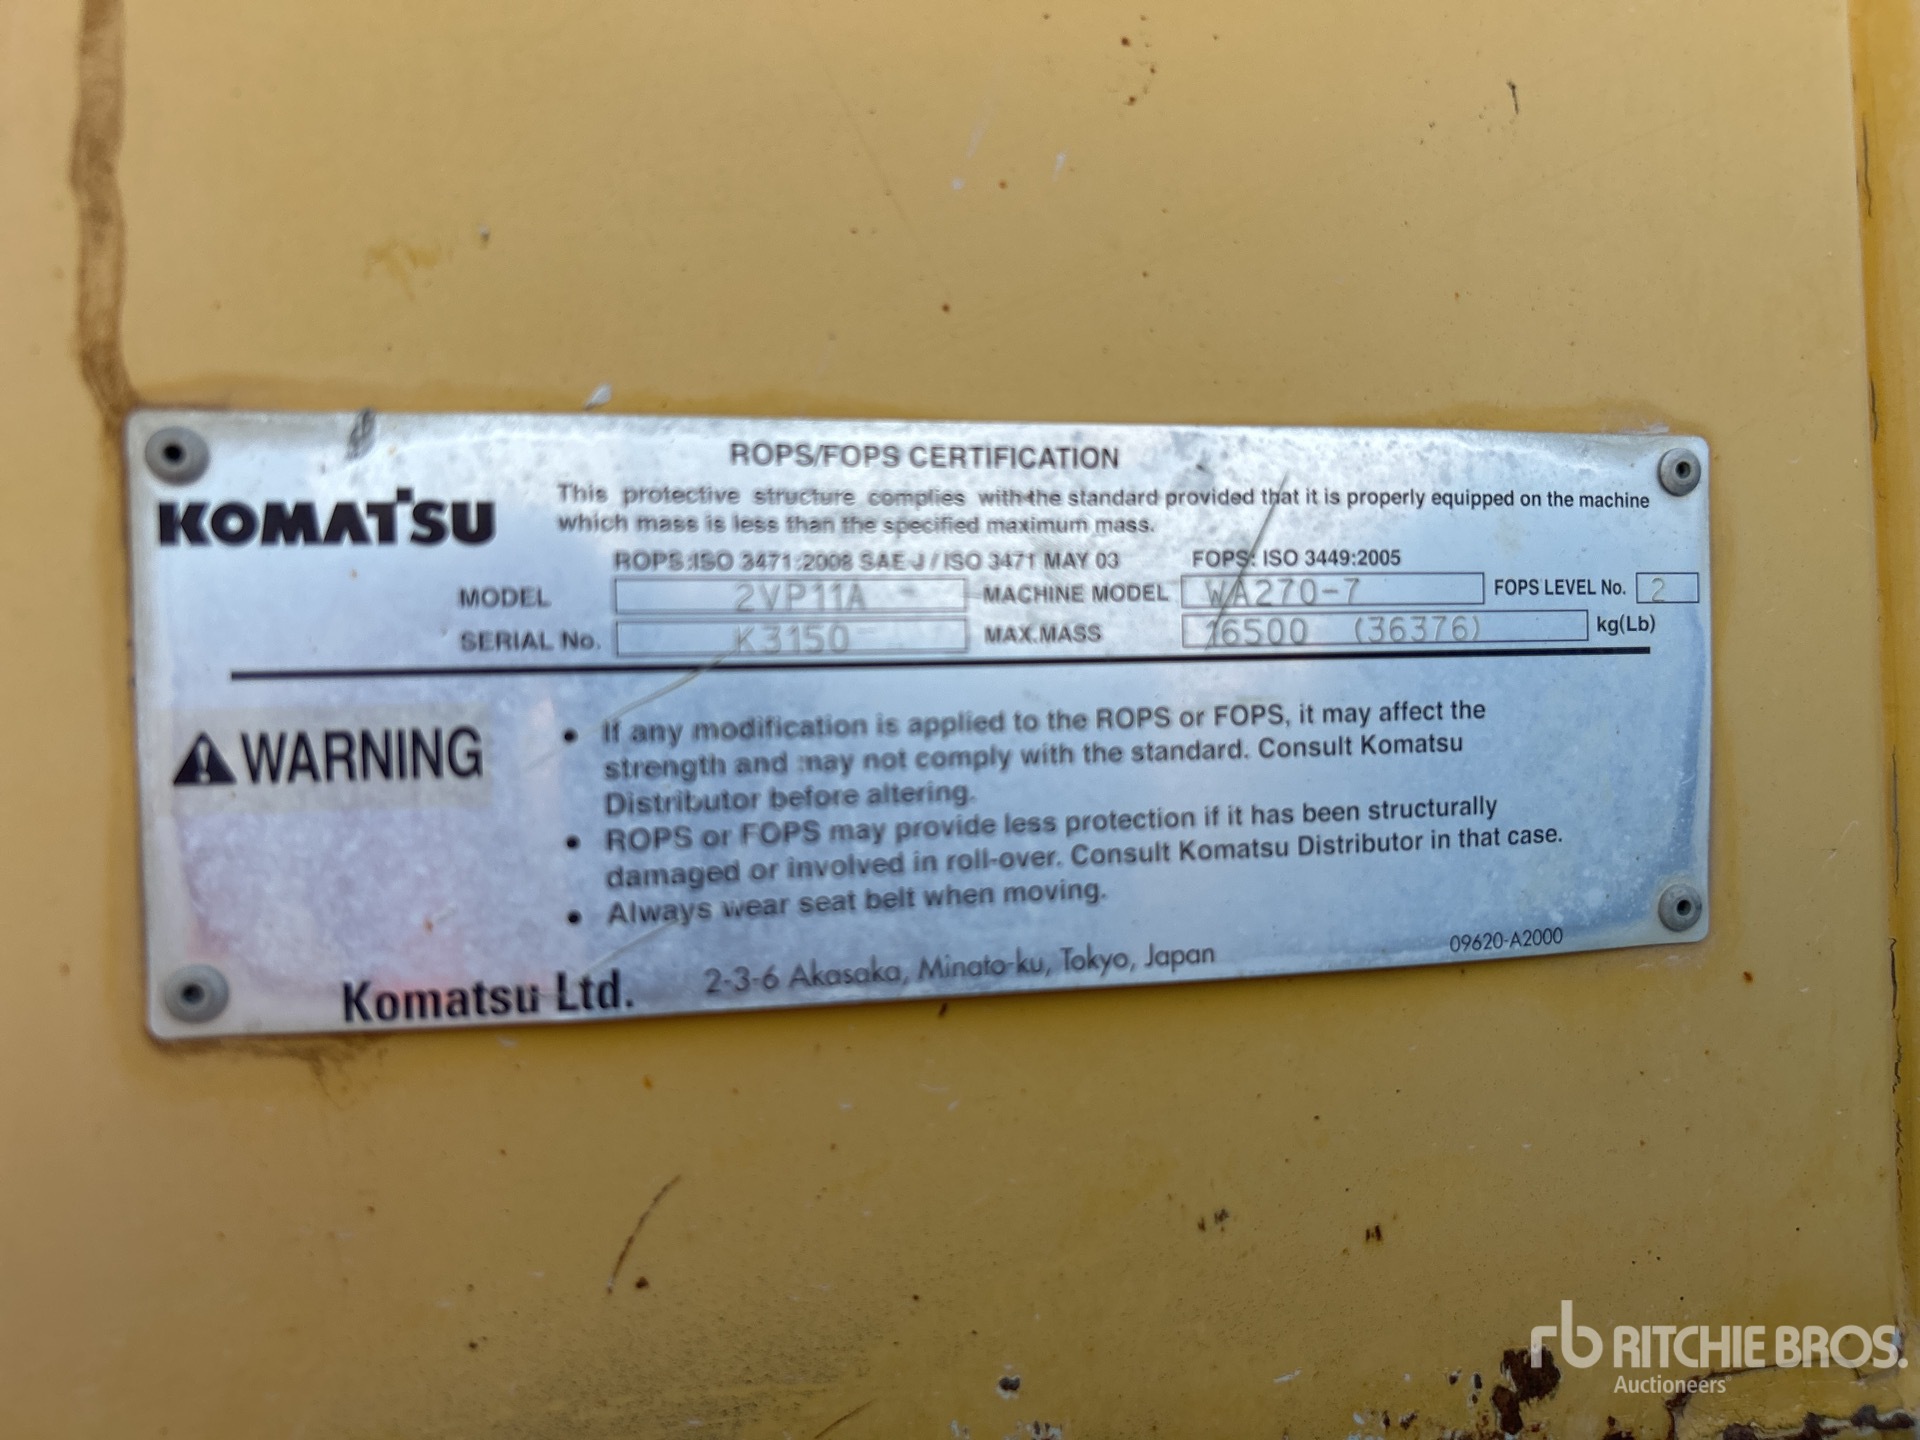 ROPS/FOPS CERTIFICATION
KOMATSU
This protective structure complies with the standard provided that it is properly equipped on the machine
which mass is less than the specified maximum mass.
ROPS:ISO 3471:2008 SAE J / ISO 3471 MAY 03 FOPS: ISO 3449:2005
MODEL 2VP11A MACHINE MODEL WA270-7 FOPS LEVEL No. 2
SERIAL No. K3150 MAX.MASS 16500 (36376) kg(Lb)
WARNING
• If any modification is applied to the ROPS or FOPS, it may affect the
strength and may not comply with the standard. Consult Komatsu
Distributor before altering.
• ROPS or FOPS may provide less protection if it has been structurally
damaged or involved in roll-over. Consult Komatsu Distributor in that case.
• Always wear seat belt when moving.
Komatsu Ltd. 2-3-6 Akasaka, Minato-ku, Tokyo, Japan 09620-A2000
rb RITCHIE BROS.
Auctioneers